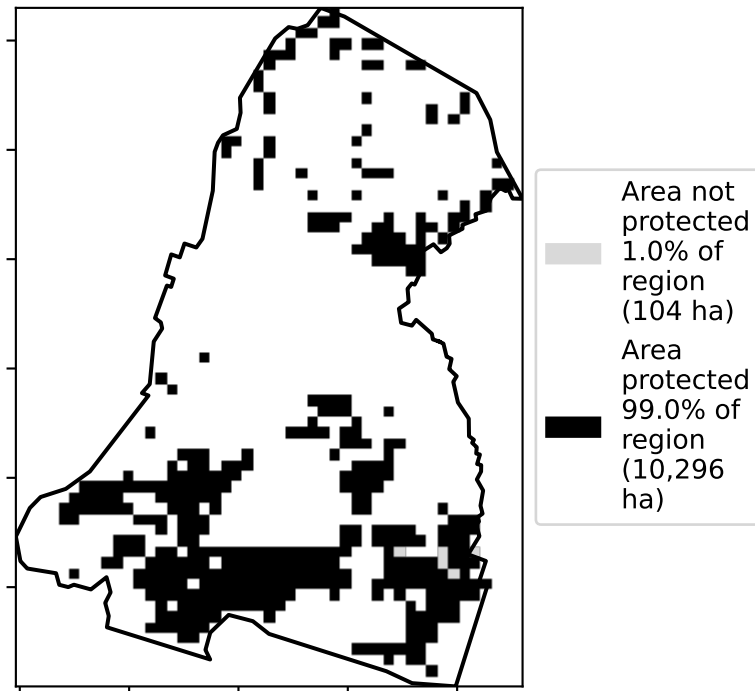 Area not
protected
1.0% of
region
(104 ha)
Area
protected
99.0% of
region
(10,296
ha)